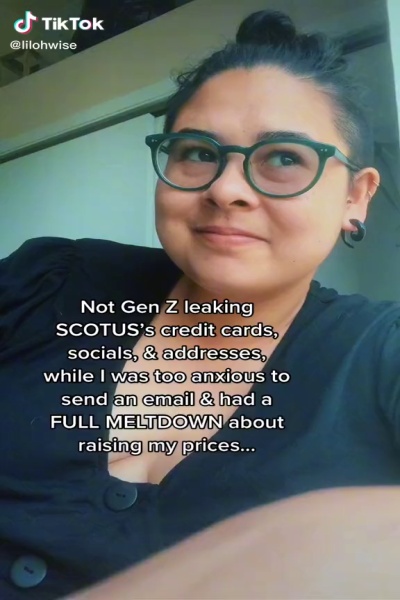 TikTok
@lilohwise
Not Gen Z leaking
SCOTUS's credit cards,
socials, & addresses,
while I was too anxious to
send an email & had a
FULL MELTDOWN about
raising my prices...